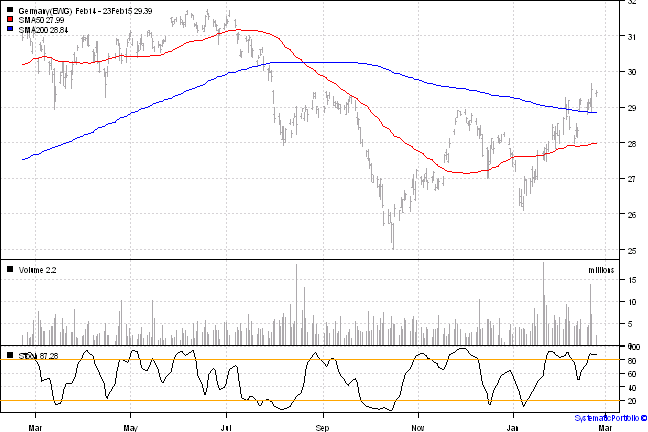 Germany(EWG) Feb14 - 23Feb15 29.39
SMA50 27.99
SMA200 28.84
32
31
30
29
28
27
26
25
Volume 2.2
millions
15
10
5
0
Stock 87.28
100
80
60
40
20
Mar May Jul Sep Nov Jan Mar
SystematicPortfolio ©